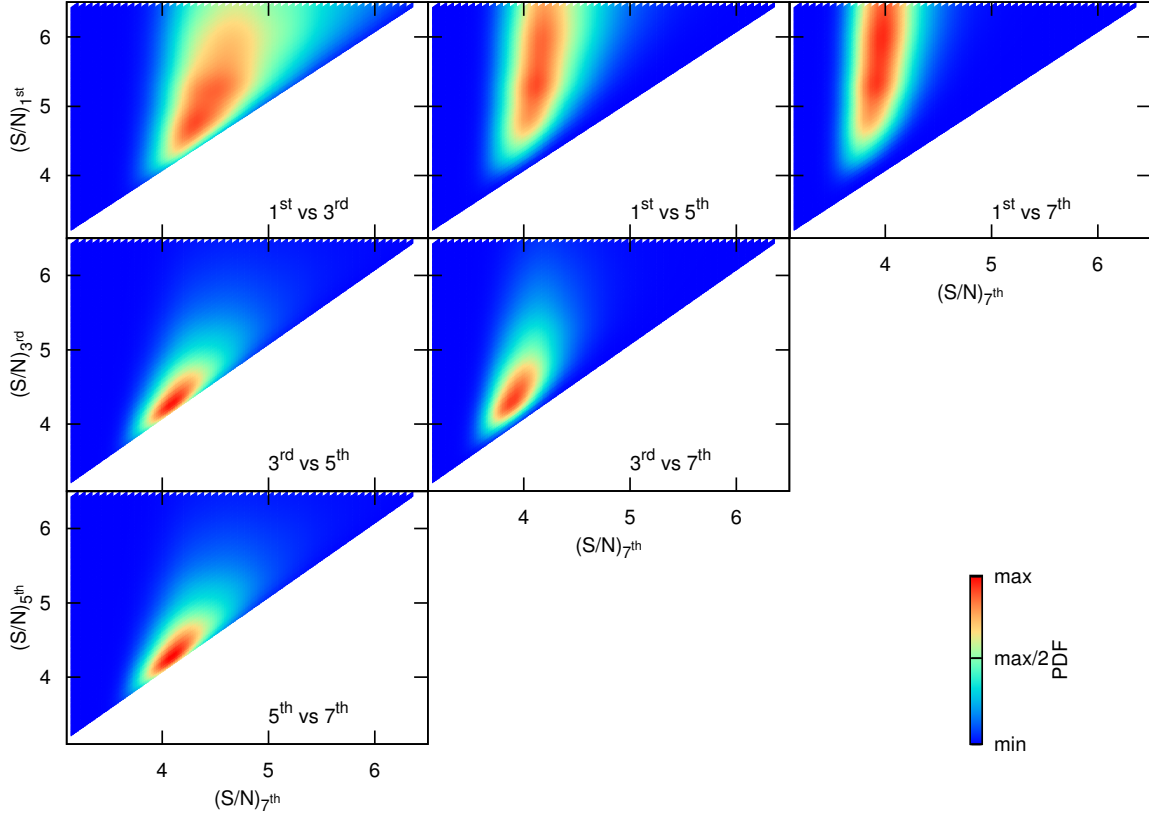 6
5
4
(S/N)1st
1st vs 3rd
1st vs 5th
1st vs 7th
4 5 6
(S/N)7th
6
5
4
(S/N)3rd
3rd vs 5th
3rd vs 7th
4 5 6
(S/N)7th
6
5
4
(S/N)5th
5th vs 7th
4 5 6
(S/N)7th
max
max/2
min
PDF